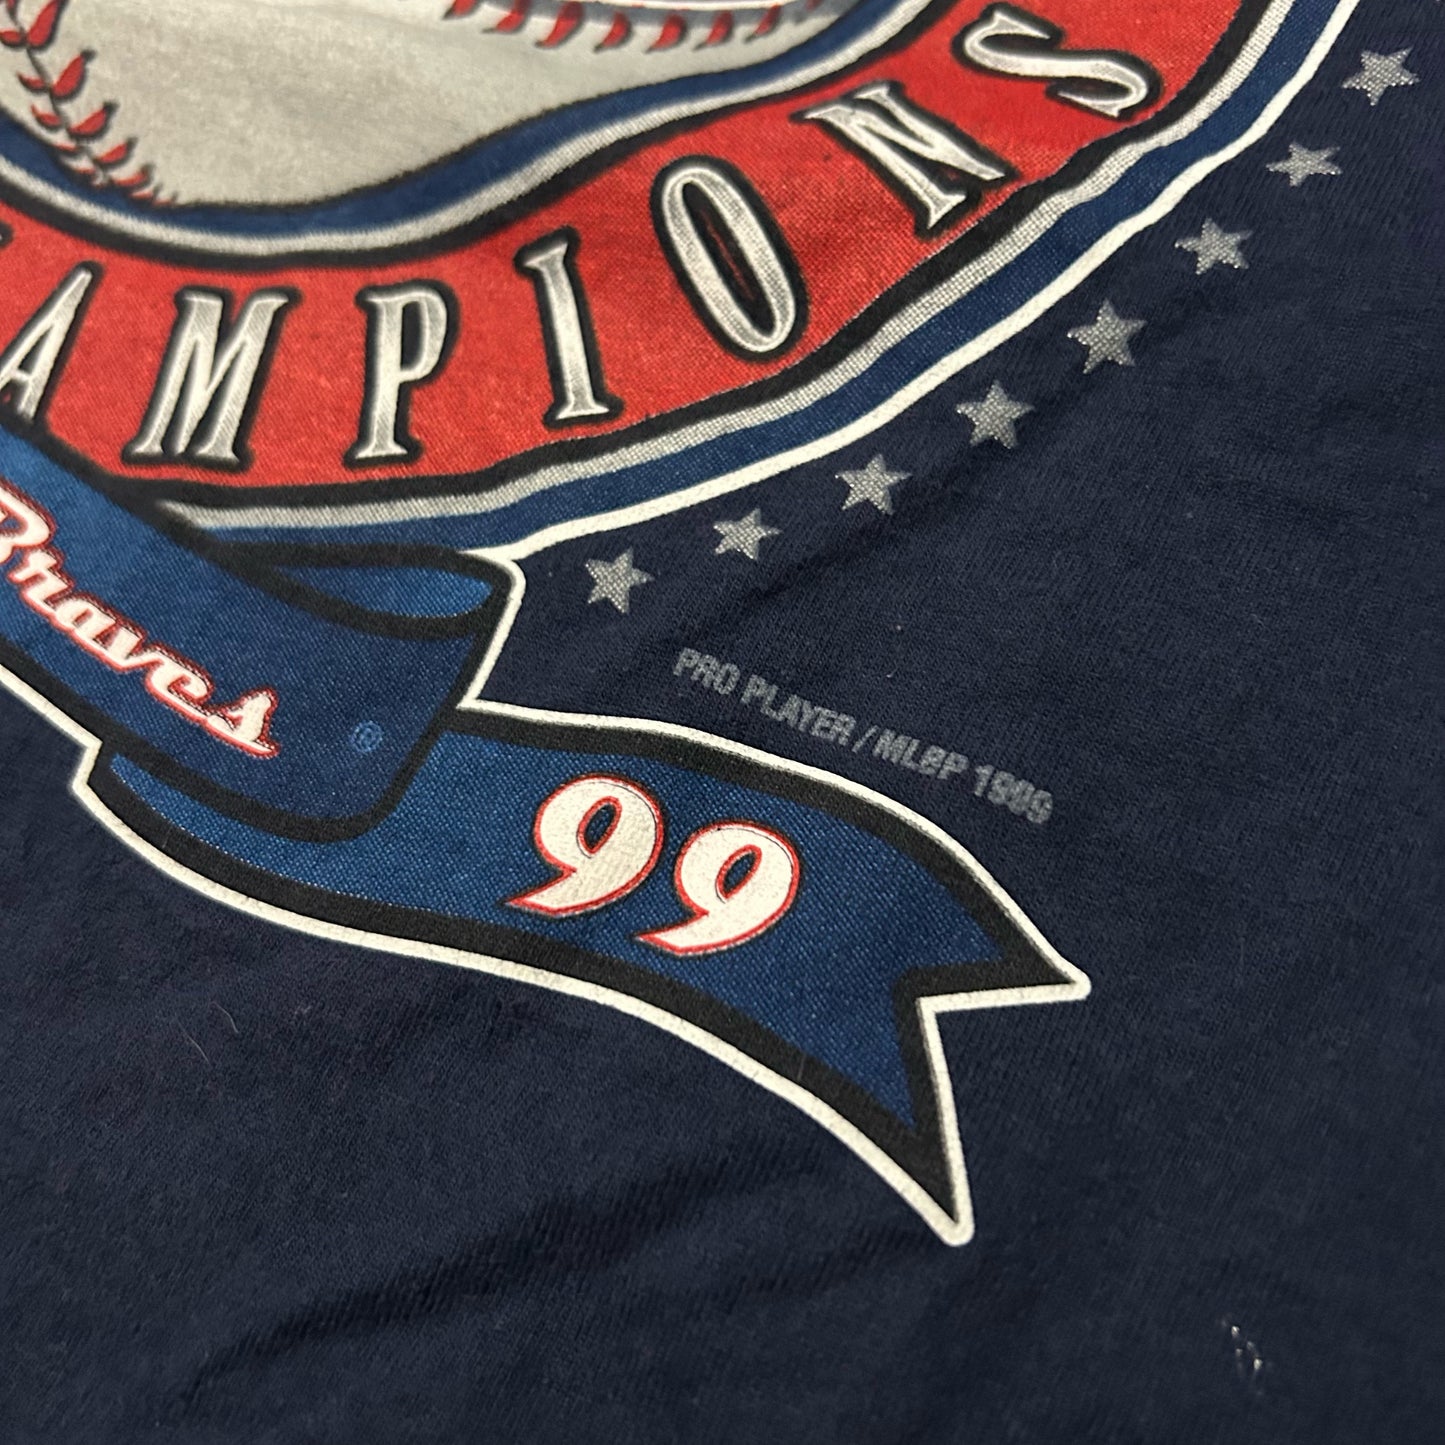 AMPIONS
Braves
®
PRO PLAYER / MLBP 1999
99